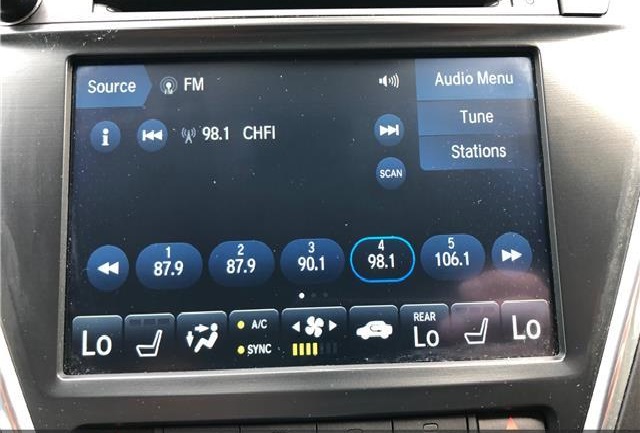 Source FM Audio Menu
Tune
98.1 CHFI
Stations
SCAN
1 2 3 4 5
87.9 87.9 90.1 98.1 106.1
Lo A/C SYNC REAR Lo Lo